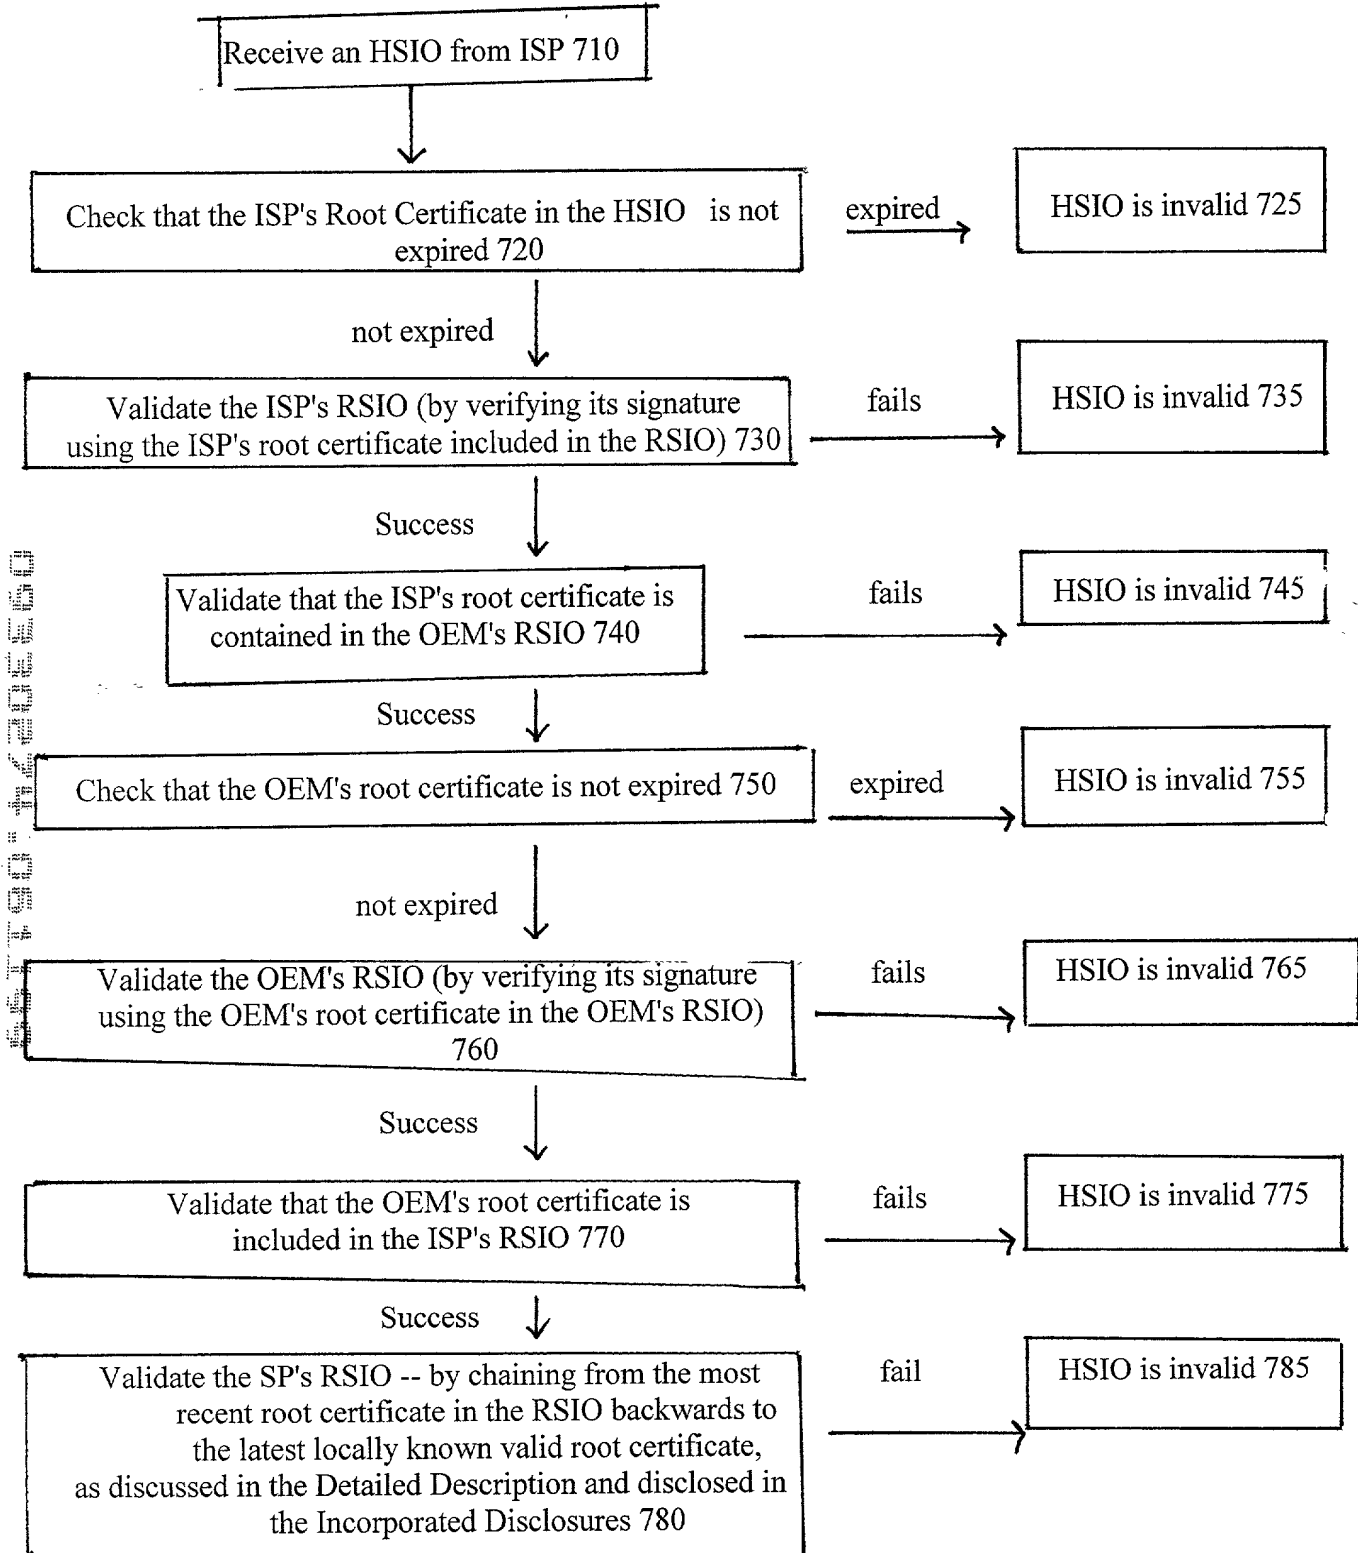 Receive an HSIO from ISP 710
Check that the ISP's Root Certificate in the HSIO is not
expired 720
expired
HSIO is invalid 725
not expired
Validate the ISP's RSIO (by verifying its signature
using the ISP's root certificate included in the RSIO) 730
fails
HSIO is invalid 735
Success
Validate that the ISP's root certificate is
contained in the OEM's RSIO 740
fails
HSIO is invalid 745
Success
Check that the OEM's root certificate is not expired 750
expired
HSIO is invalid 755
not expired
Validate the OEM's RSIO (by verifying its signature
using the OEM's root certificate in the OEM's RSIO)
760
fails
HSIO is invalid 765
Success
Validate that the OEM's root certificate is
included in the ISP's RSIO 770
fails
HSIO is invalid 775
Success
Validate the SP's RSIO -- by chaining from the most
recent root certificate in the RSIO backwards to
the latest locally known valid root certificate,
as discussed in the Detailed Description and disclosed in
the Incorporated Disclosures 780
fail
HSIO is invalid 785